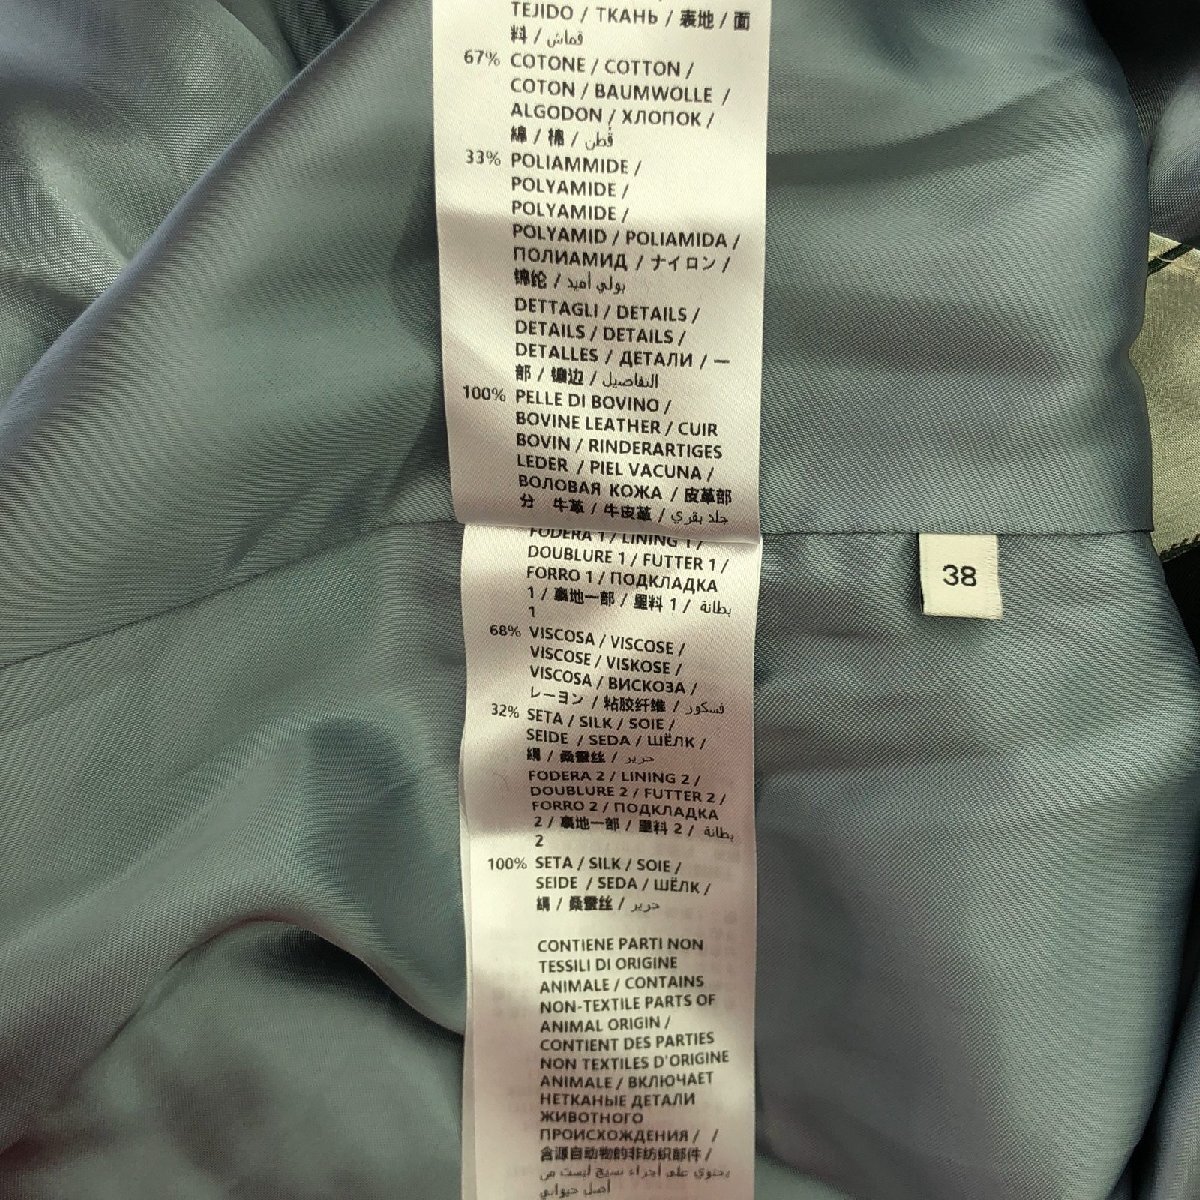 TEJIDO / ТКАНЬ / 表地 / 面
料 / قماش
67% COTONE / COTTON /
COTON / BAUMWOLLE /
ALGODON / ХЛОПОК /
綿 / 棉 / قطن
33% POLIAMMIDE /
POLYAMIDE /
POLYAMIDE /
POLYAMID / POLIAMIDA /
ПОЛИАМИД / ナイロン /
锦纶 / بولي أميد
DETTAGLI / DETAILS /
DETAILS / DETAILS /
DETALLES / ДЕТАЛИ / 一
部 / 镶边 / التفاصيل
100% PELLE DI BOVINO /
BOVINE LEATHER / CUIR
BOVIN / RINDERARTIGES
LEDER / PIEL VACUNA /
ВОЛОВАЯ КОЖА / 皮革部
分 牛革 / 牛皮革 / جلد بقري
FODERA 1 / LINING 1 /
DOUBLURE 1 / FUTTER 1 /
FORRO 1 / ПОДКЛАДКА
1 / 裏地一部 / 里料 1 / بطانة
1
68% VISCOSA / VISCOSE /
VISCOSE / VISKOSE /
VISCOSA / ВИСКОЗА /
レーヨン / 粘胶纤维 / فسكوز
32% SETA / SILK / SOIE /
SEIDE / SEDA / ШЁЛК /
絹 / 桑蚕丝 / حرير
FODERA 2 / LINING 2 /
DOUBLURE 2 / FUTTER 2 /
FORRO 2 / ПОДКЛАДКА
2 / 裏地一部 / 里料 2 / بطانة
2
100% SETA / SILK / SOIE /
SEIDE / SEDA / ШЁЛК /
絹 / 桑蚕丝 / حرير
CONTIENE PARTI NON
TESSILI DI ORIGINE
ANIMALE / CONTAINS
NON-TEXTILE PARTS OF
ANIMAL ORIGIN /
CONTIENT DES PARTIES
NON TEXTILES D'ORIGINE
ANIMALE / ВКЛЮЧАЕТ
НЕТКАНЫЕ ДЕТАЛИ
ЖИВОТНОГО
ПРОИСХОЖДЕНИЯ / /
含源自动物的非纺织部件 /
يحتوي على أجزاء نسيج ليست من
أصل حيواني
38